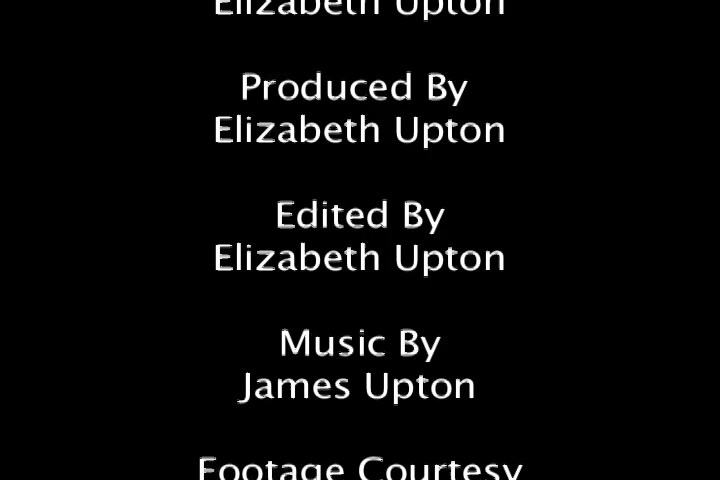 Elizabeth Upton
Produced By
Elizabeth Upton
Edited By
Elizabeth Upton
Music By
James Upton
Footage Courtesy